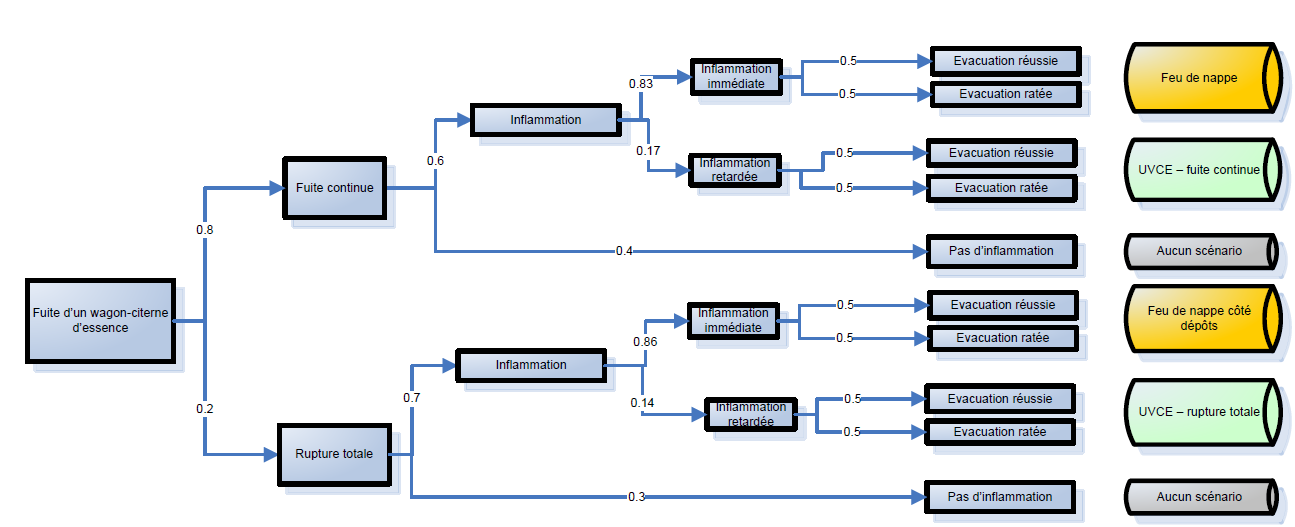 0.5
Evacuation réussie
Inflammation
immédiate
0.83
0.5
Evacuation ratée
Feu de nappe
Inflammation
0.6
0.17
Inflammation
retardée
0.5
Evacuation réussie
0.5
Evacuation ratée
UVCE – fuite continue
Fuite continue
0.8
0.4
Pas d’inflammation
Aucun scénario
Fuite d’un wagon-citerne
d’essence
Inflammation
immédiate
0.5
Evacuation réussie
0.5
Evacuation ratée
Feu de nappe côté
dépôts
0.86
Inflammation
0.7
0.14
0.2
Inflammation
retardée
0.5
Evacuation réussie
0.5
Evacuation ratée
UVCE – rupture totale
Rupture totale
0.3
Pas d’inflammation
Aucun scénario